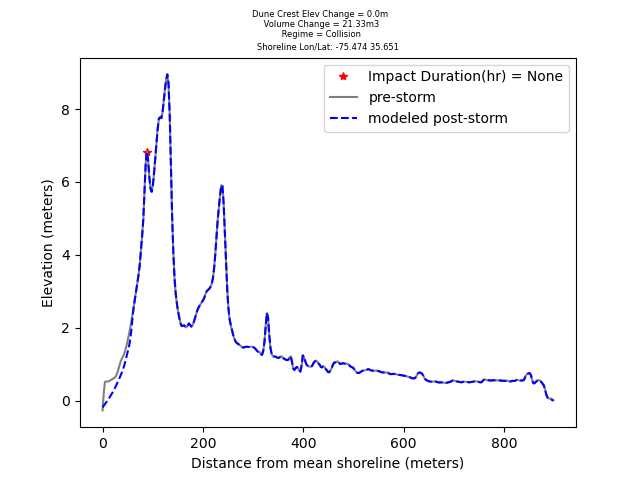 Dune Crest Elev Change = 0.0m
Volume Change = 21.33m3
Regime = Collision
Shoreline Lon/Lat: -75.474 35.651
Impact Duration(hr) = None
pre-storm
modeled post-storm
Elevation (meters)
8
6
4
2
0
0 200 400 600 800
Distance from mean shoreline (meters)